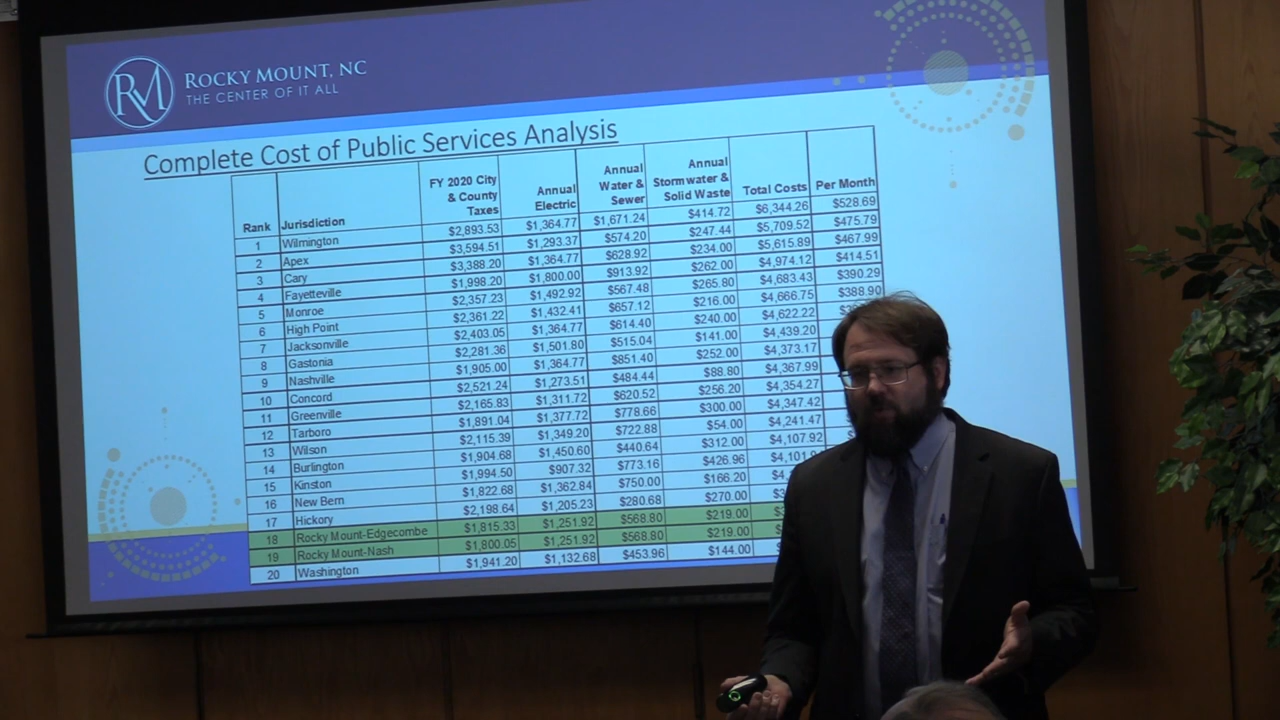 RM
ROCKY MOUNT, NC
THE CENTER OF IT ALL
Complete Cost of Public Services Analysis
Rank Jurisdiction FY 2020 City & County Taxes Annual Electric Annual Water & Sewer Annual Stormwater & Solid Waste Total Costs Per Month
1 Wilmington $2,893.53 $1,364.77 $1,671.24 $414.72 $6,344.26 $528.69
2 Apex $3,594.51 $1,293.37 $574.20 $247.44 $5,709.52 $475.79
3 Cary $3,388.20 $1,364.77 $628.92 $234.00 $5,615.89 $467.99
4 Fayetteville $1,998.20 $1,800.00 $913.92 $262.00 $4,974.12 $414.51
5 Monroe $2,357.23 $1,492.92 $567.48 $265.80 $4,683.43 $390.29
6 High Point $2,361.22 $1,432.41 $657.12 $216.00 $4,666.75 $388.90
7 Jacksonville $2,403.05 $1,364.77 $614.40 $240.00 $4,622.22
8 Gastonia $2,281.36 $1,501.80 $515.04 $141.00 $4,439.20
9 Nashville $1,905.00 $1,364.77 $851.40 $252.00 $4,373.17
10 Concord $2,521.24 $1,273.51 $484.44 $88.80 $4,367.99
11 Greenville $2,165.83 $1,311.72 $620.52 $256.20 $4,354.27
12 Tarboro $1,891.04 $1,377.72 $778.66 $300.00 $4,347.42
13 Wilson $2,115.39 $1,349.20 $722.88 $54.00 $4,241.47
14 Burlington $1,904.68 $1,450.60 $440.64 $312.00 $4,107.92
15 Kinston $1,994.50 $907.32 $773.16 $426.96
16 New Bern $1,822.68 $1,362.84 $750.00 $166.20
17 Hickory $2,198.64 $1,205.23 $280.68 $270.00
18 Rocky Mount-Edgecombe $1,815.33 $1,251.92 $568.80 $219.00
19 Rocky Mount-Nash $1,800.05 $1,251.92 $568.80 $219.00
20 Washington $1,941.20 $1,132.68 $453.96 $144.00